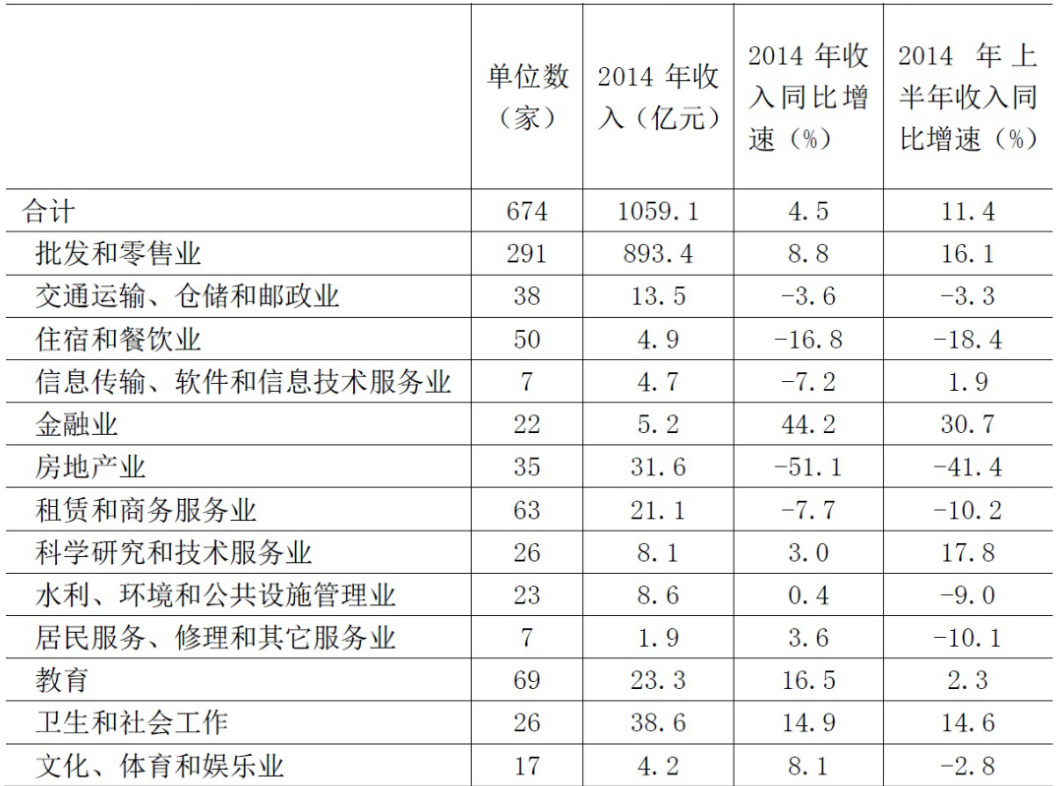 单位数（家） 2014 年收入（亿元） 2014 年收入同比增速（%） 2014 年上半年收入同比增速（%）
合计 674 1059.1 4.5 11.4
批发和零售业 291 893.4 8.8 16.1
交通运输、仓储和邮政业 38 13.5 -3.6 -3.3
住宿和餐饮业 50 4.9 -16.8 -18.4
信息传输、软件和信息技术服务业 7 4.7 -7.2 1.9
金融业 22 5.2 44.2 30.7
房地产业 35 31.6 -51.1 -41.4
租赁和商务服务业 63 21.1 -7.7 -10.2
科学研究和技术服务业 26 8.1 3.0 17.8
水利、环境和公共设施管理业 23 8.6 0.4 -9.0
居民服务、修理和其它服务业 7 1.9 3.6 -10.1
教育 69 23.3 16.5 2.3
卫生和社会工作 26 38.6 14.9 14.6
文化、体育和娱乐业 17 4.2 8.1 -2.8